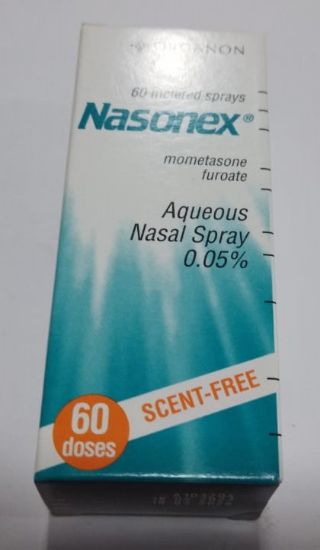 ORGANON
60 metered sprays
Nasonex®
mometasone
furoate
Aqueous
Nasal Spray
0.05%
SCENT-FREE
60
doses